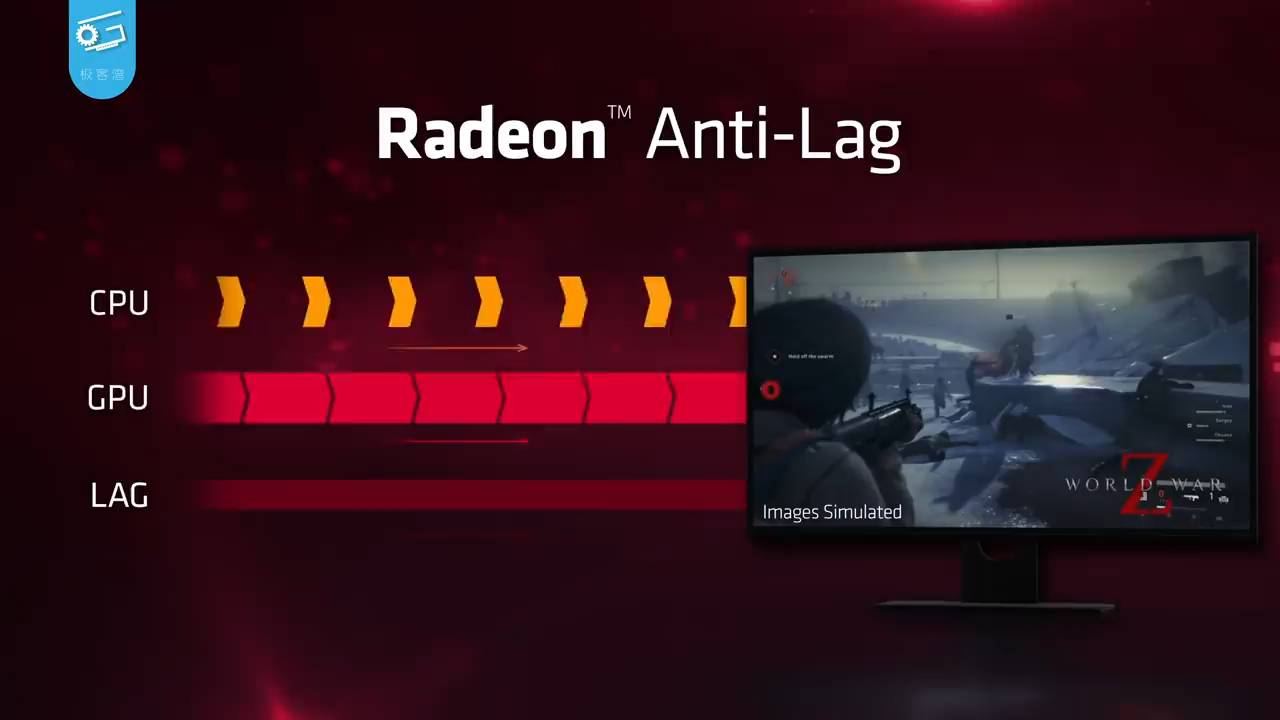 极客湾
Radeon™ Anti-Lag
CPU
GPU
LAG
Hold off the swarm
WORLD WAR Z
Images Simulated